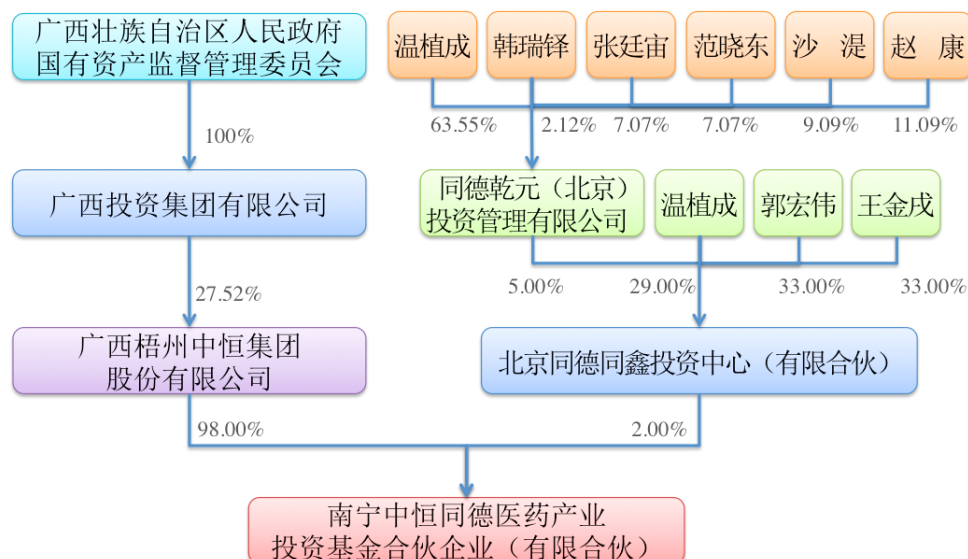 广西壮族自治区人民政府
国有资产监督管理委员会
温植成
韩瑞铎
张廷宙
范晓东
沙 湜
赵 康
100%
63.55%
2.12%
7.07%
7.07%
9.09%
11.09%
广西投资集团有限公司
同德乾元（北京）
投资管理有限公司
温植成
郭宏伟
王金戌
27.52%
5.00%
29.00%
33.00%
33.00%
广西梧州中恒集团
股份有限公司
北京同德同鑫投资中心（有限合伙）
98.00%
2.00%
南宁中恒同德医药产业
投资基金合伙企业（有限合伙）